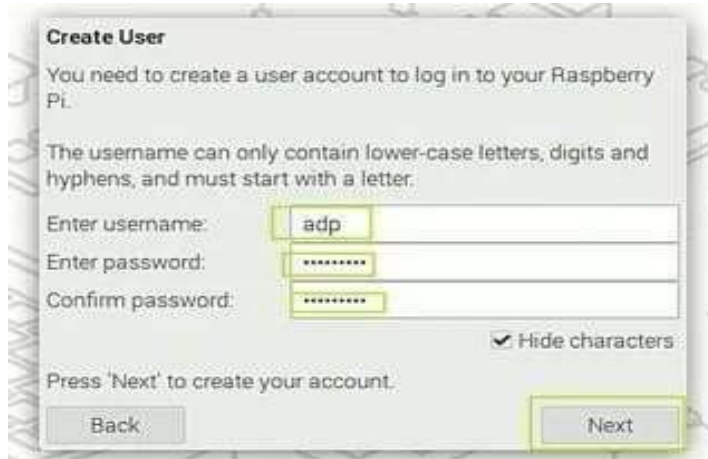 Create User
You need to create a user account to log in to your Raspberry
Pi.
The username can only contain lower-case letters, digits and
hyphens, and must start with a letter.
Enter username: adp
Enter password: •••••••••
Confirm password: •••••••••
✔ Hide characters
Press 'Next' to create your account.
Back Next